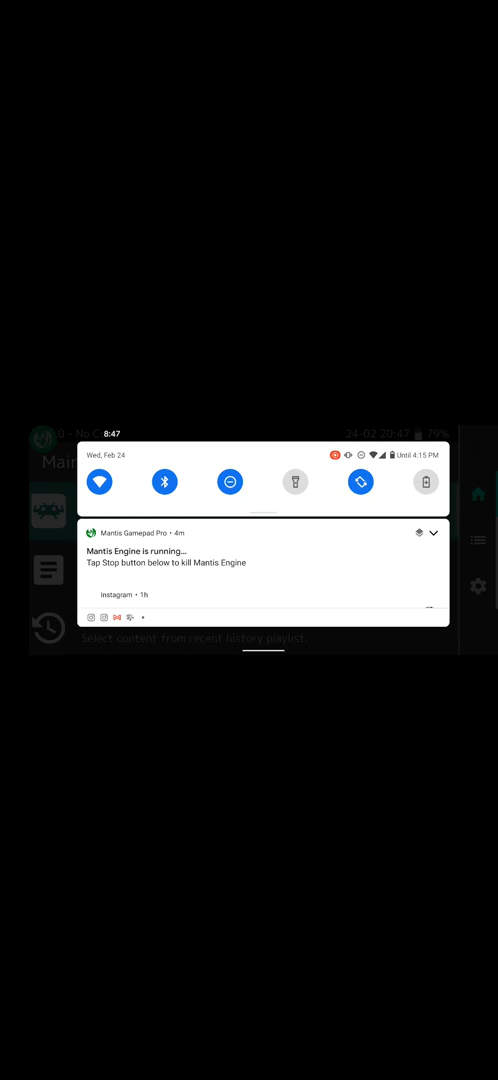 0 - No C
8:47
24-02 20:47
79%
Main
Wed, Feb 24
Until 4:15 PM
Mantis Gamepad Pro • 4m
Mantis Engine is running...
Tap Stop button below to kill Mantis Engine
Instagram • 1h
Select content from recent history playlist.